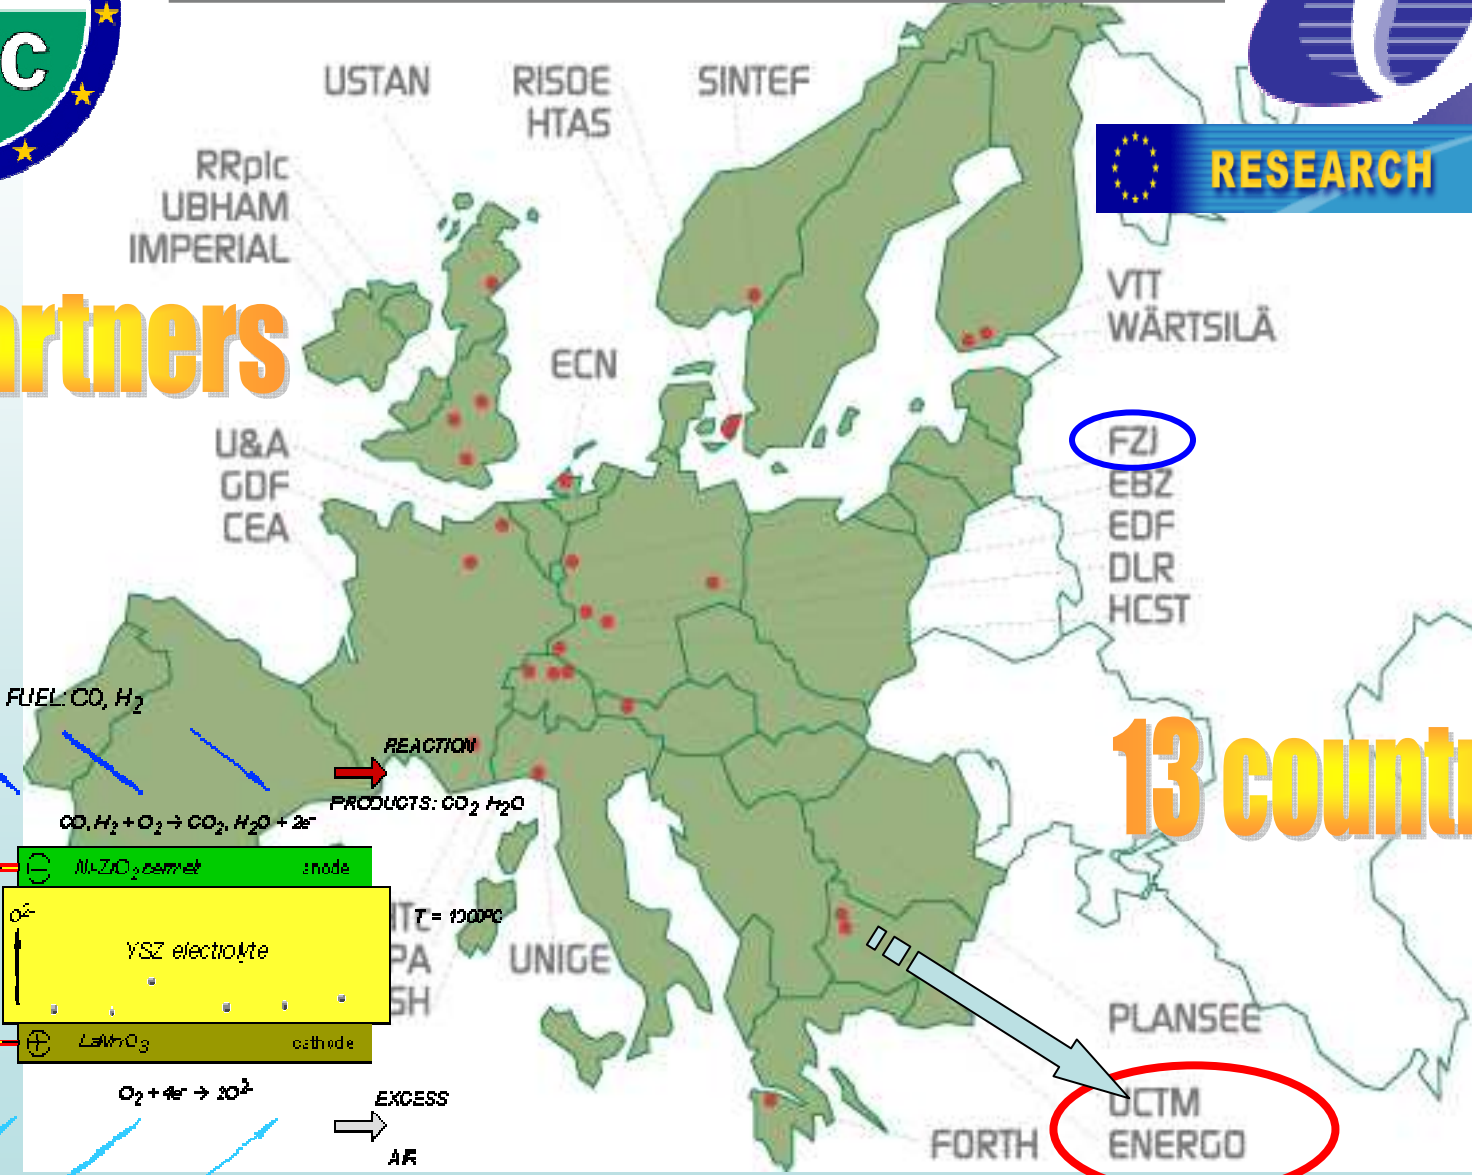 C
USTAN
RISOE
HTAS
SINTEF
RESEARCH
RRplc
UBHAM
IMPERIAL
VTT
WÄRTSILÄ
artners
ECN
U&A
GDF
CEA
FZJ
EBZ
EDF
DLR
HCST
FUEL: CO, H2
REACTION
PRODUCTS: CO2 H2O
13 countr
CO, H2 + O2 → CO2, H2O + 2e-
Ni-ZrO2 cermet anode
O2-
T = 1000ºC
YSZ electrolyte
PA
SH
UNIGE
LaMnO3 cathode
PLANSEE
O2 + 4e- → 2O2-
EXCESS
AIR
UCTM
ENERGO
FORTH